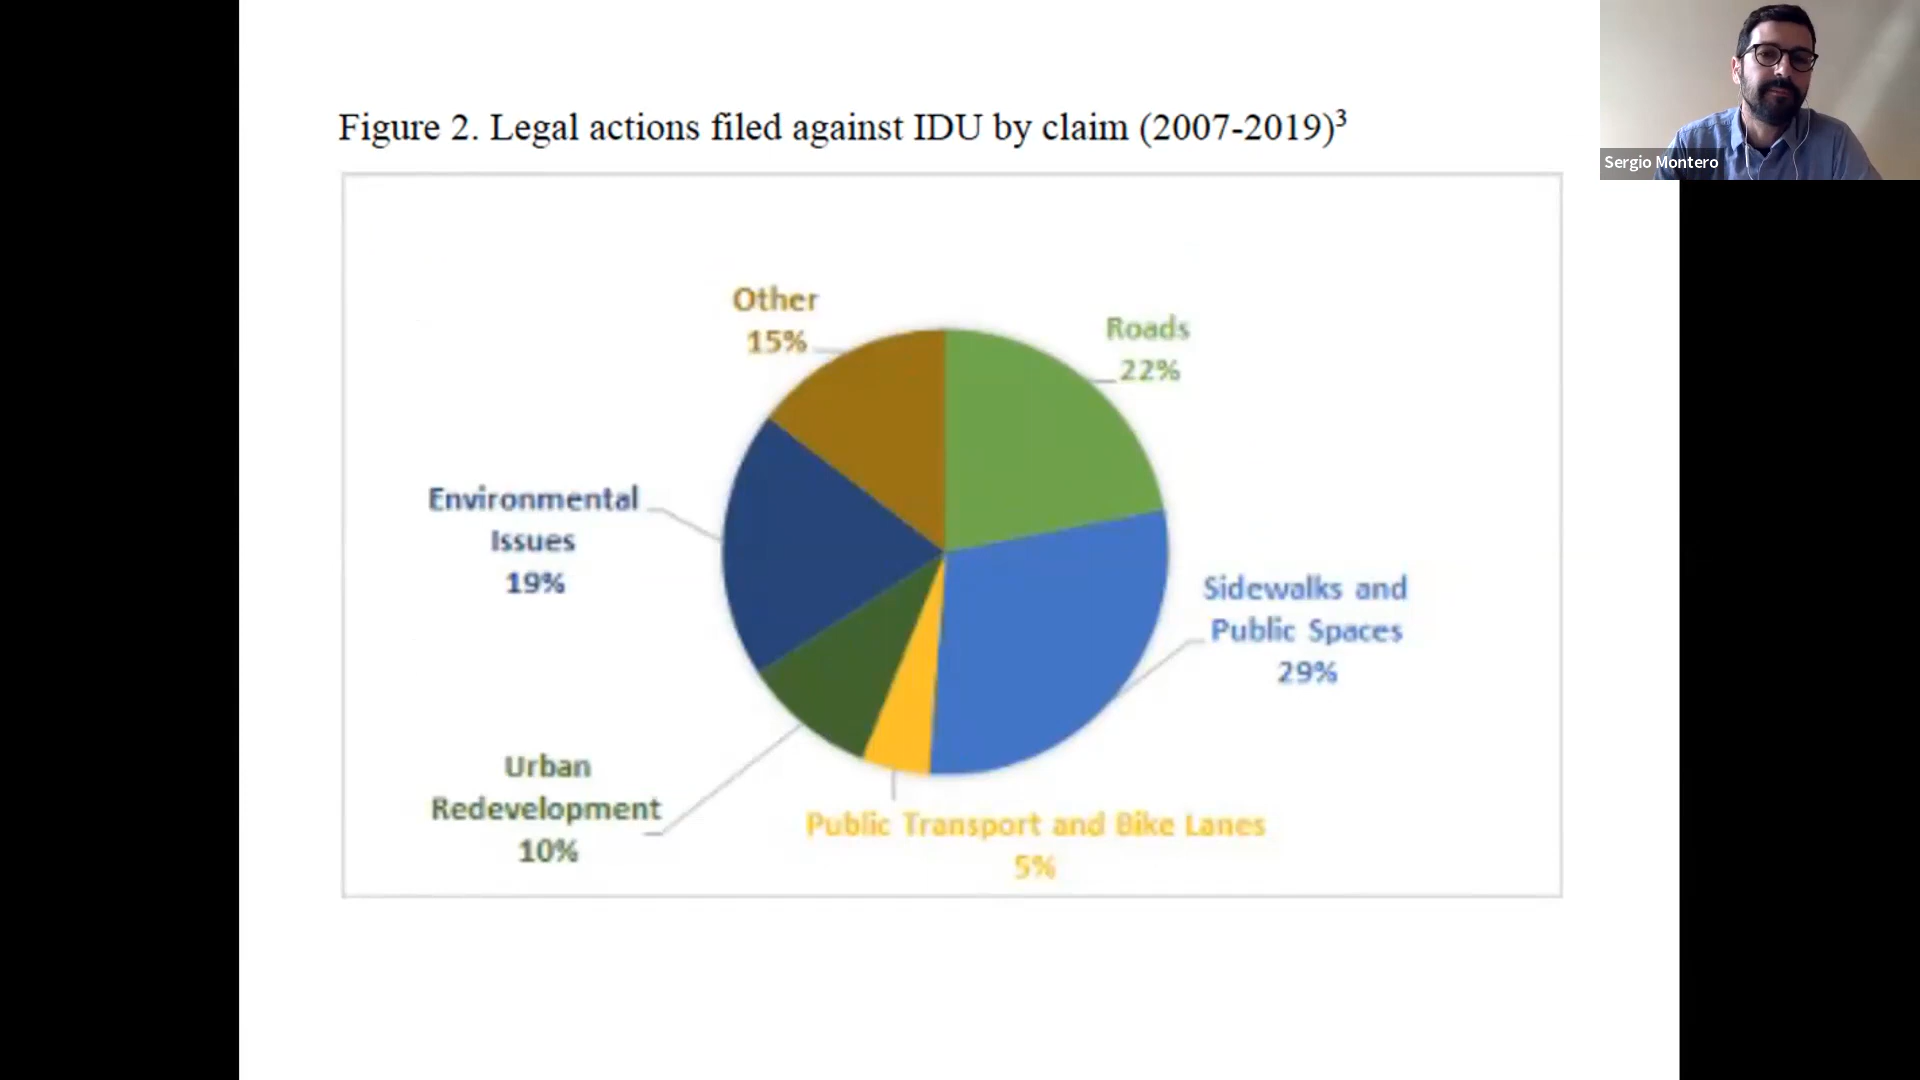 Figure 2. Legal actions filed against IDU by claim (2007-2019)³
Sergio Montero
Other
15%
Roads
22%
Environmental
Issues
19%
Sidewalks and
Public Spaces
29%
Urban
Redevelopment
10%
Public Transport and Bike Lanes
5%